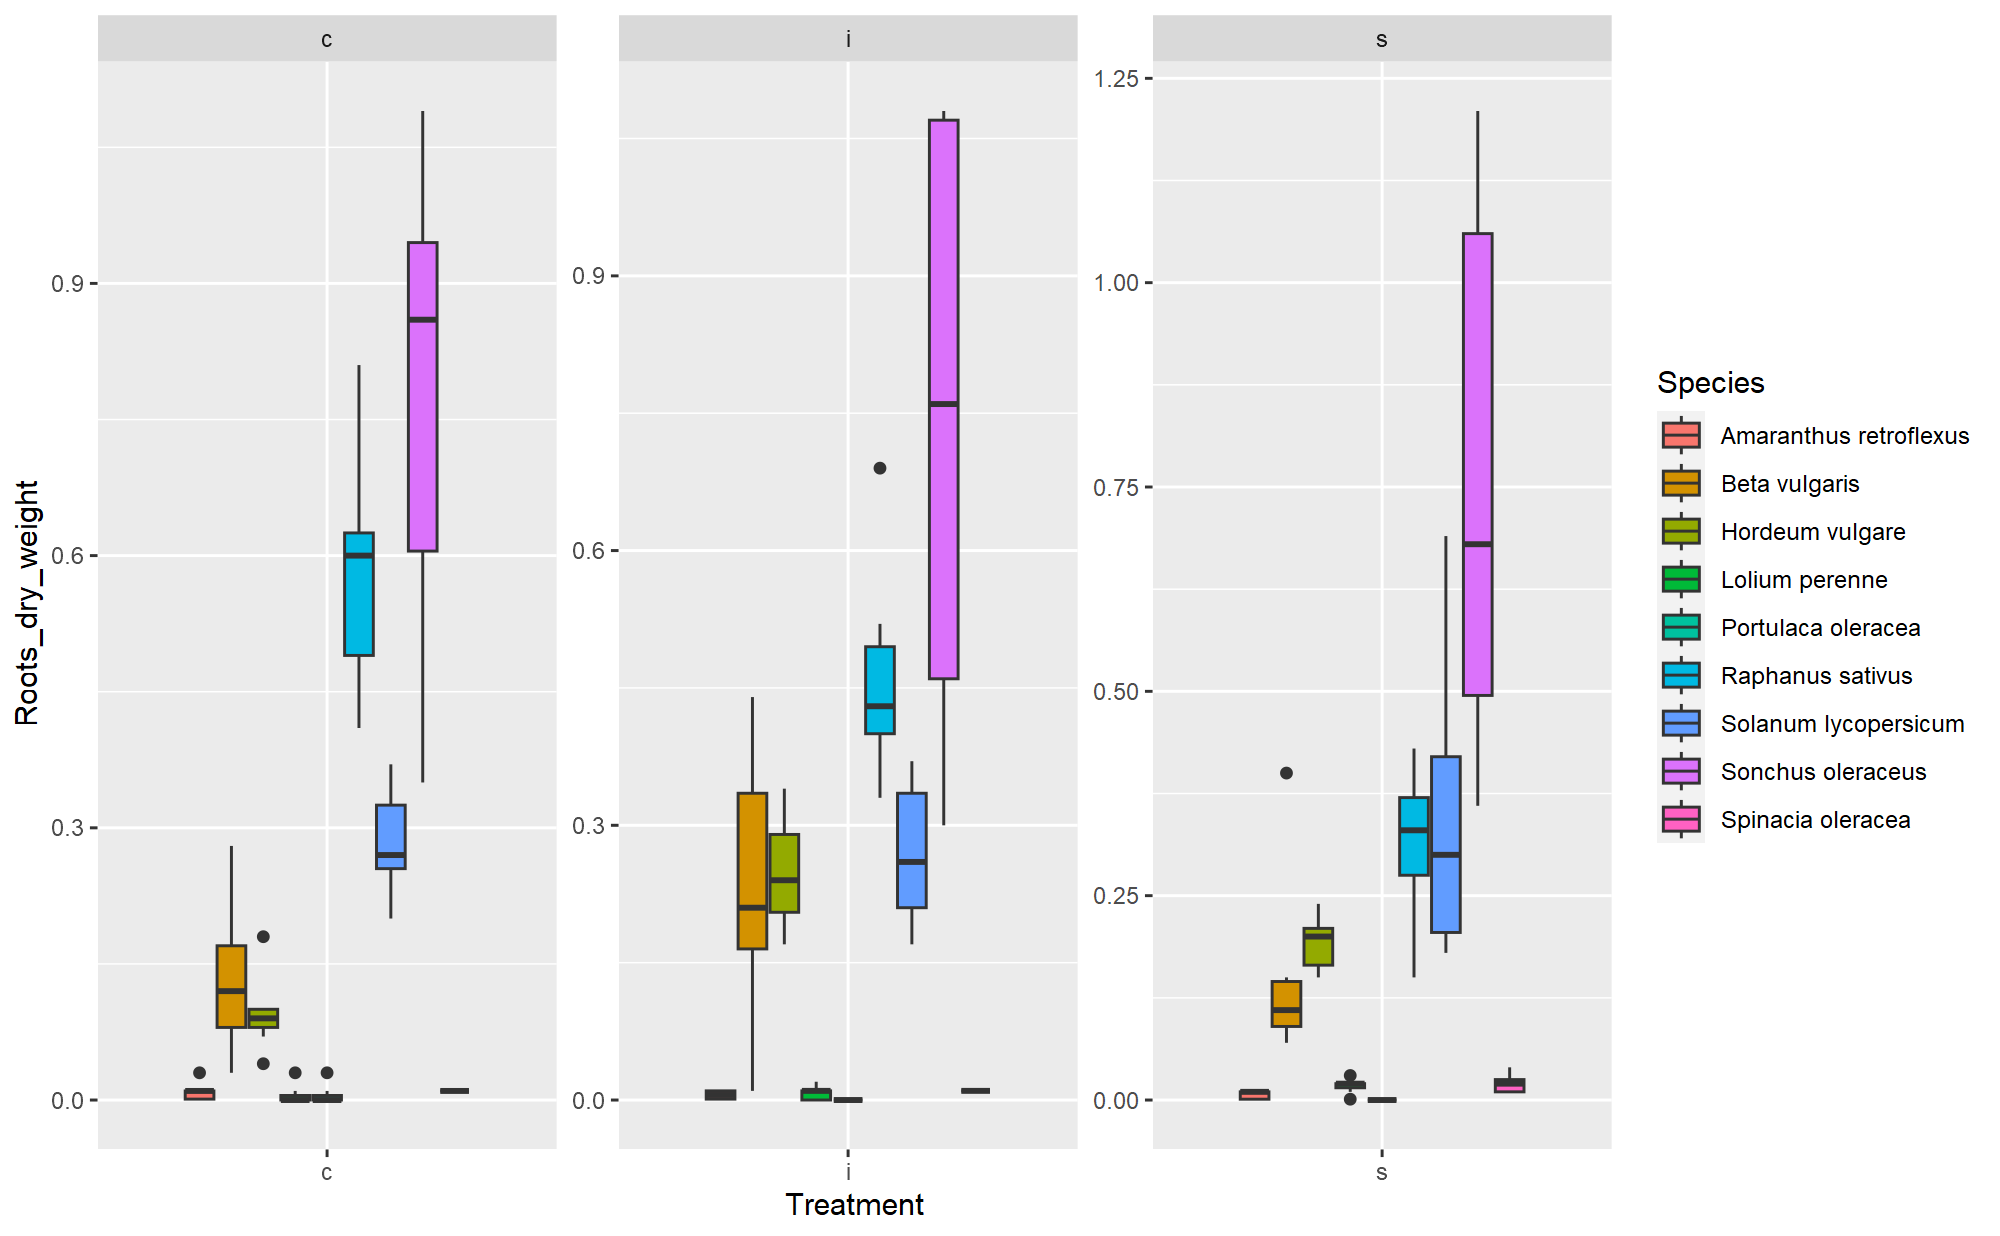 c
i
s
0.9
0.6
0.3
0.0
0.9
0.6
0.3
0.0
1.25
1.00
0.75
0.50
0.25
0.00
c
i
s
Treatment
Roots_dry_weight
Species
Amaranthus retroflexus
Beta vulgaris
Hordeum vulgare
Lolium perenne
Portulaca oleracea
Raphanus sativus
Solanum lycopersicum
Sonchus oleraceus
Spinacia oleracea